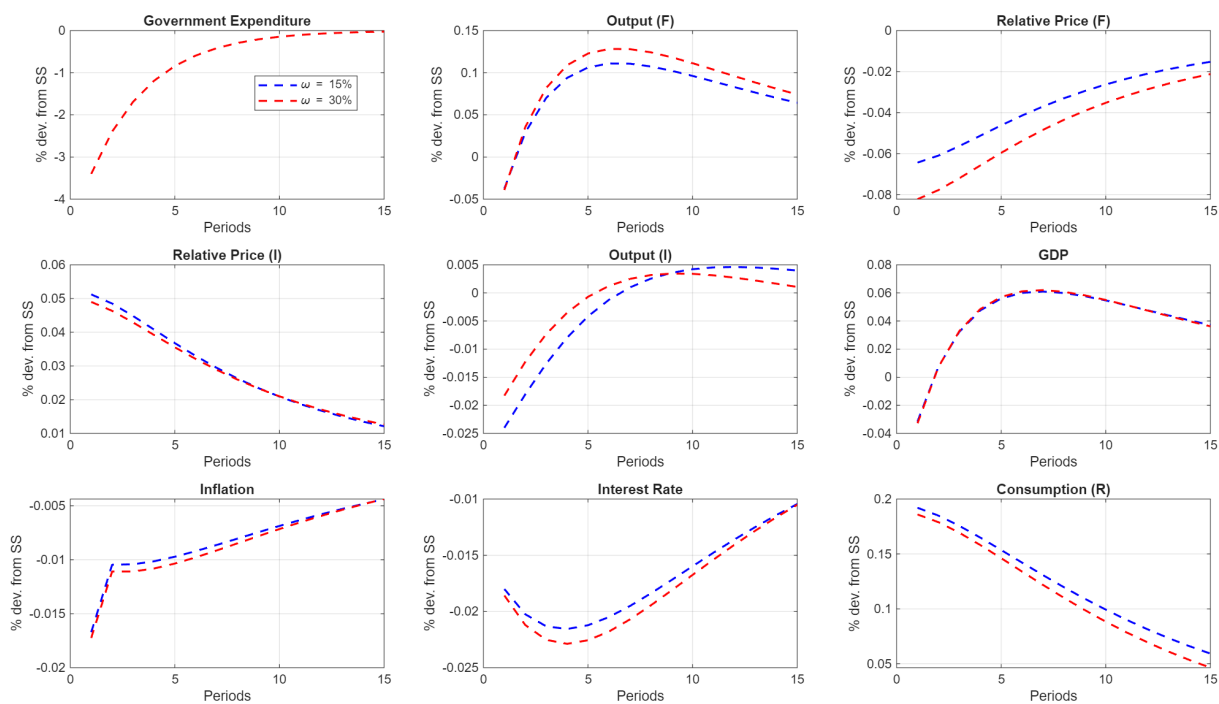 Government Expenditure
0
-1
-2
-3
-4
% dev. from SS
ω = 15%
ω = 30%
0 5 10 15
Periods
Output (F)
0.15
0.1
0.05
0
-0.05
% dev. from SS
0 5 10 15
Periods
Relative Price (F)
0
-0.02
-0.04
-0.06
-0.08
% dev. from SS
0 5 10 15
Periods
Relative Price (I)
0.06
0.05
0.04
0.03
0.02
0.01
% dev. from SS
0 5 10 15
Periods
Output (I)
0.005
0
-0.005
-0.01
-0.015
-0.02
-0.025
% dev. from SS
0 5 10 15
Periods
GDP
0.08
0.06
0.04
0.02
0
-0.02
-0.04
% dev. from SS
0 5 10 15
Periods
Inflation
-0.005
-0.01
-0.015
-0.02
% dev. from SS
0 5 10 15
Periods
Interest Rate
-0.01
-0.015
-0.02
-0.025
% dev. from SS
0 5 10 15
Periods
Consumption (R)
0.2
0.15
0.1
0.05
% dev. from SS
0 5 10 15
Periods